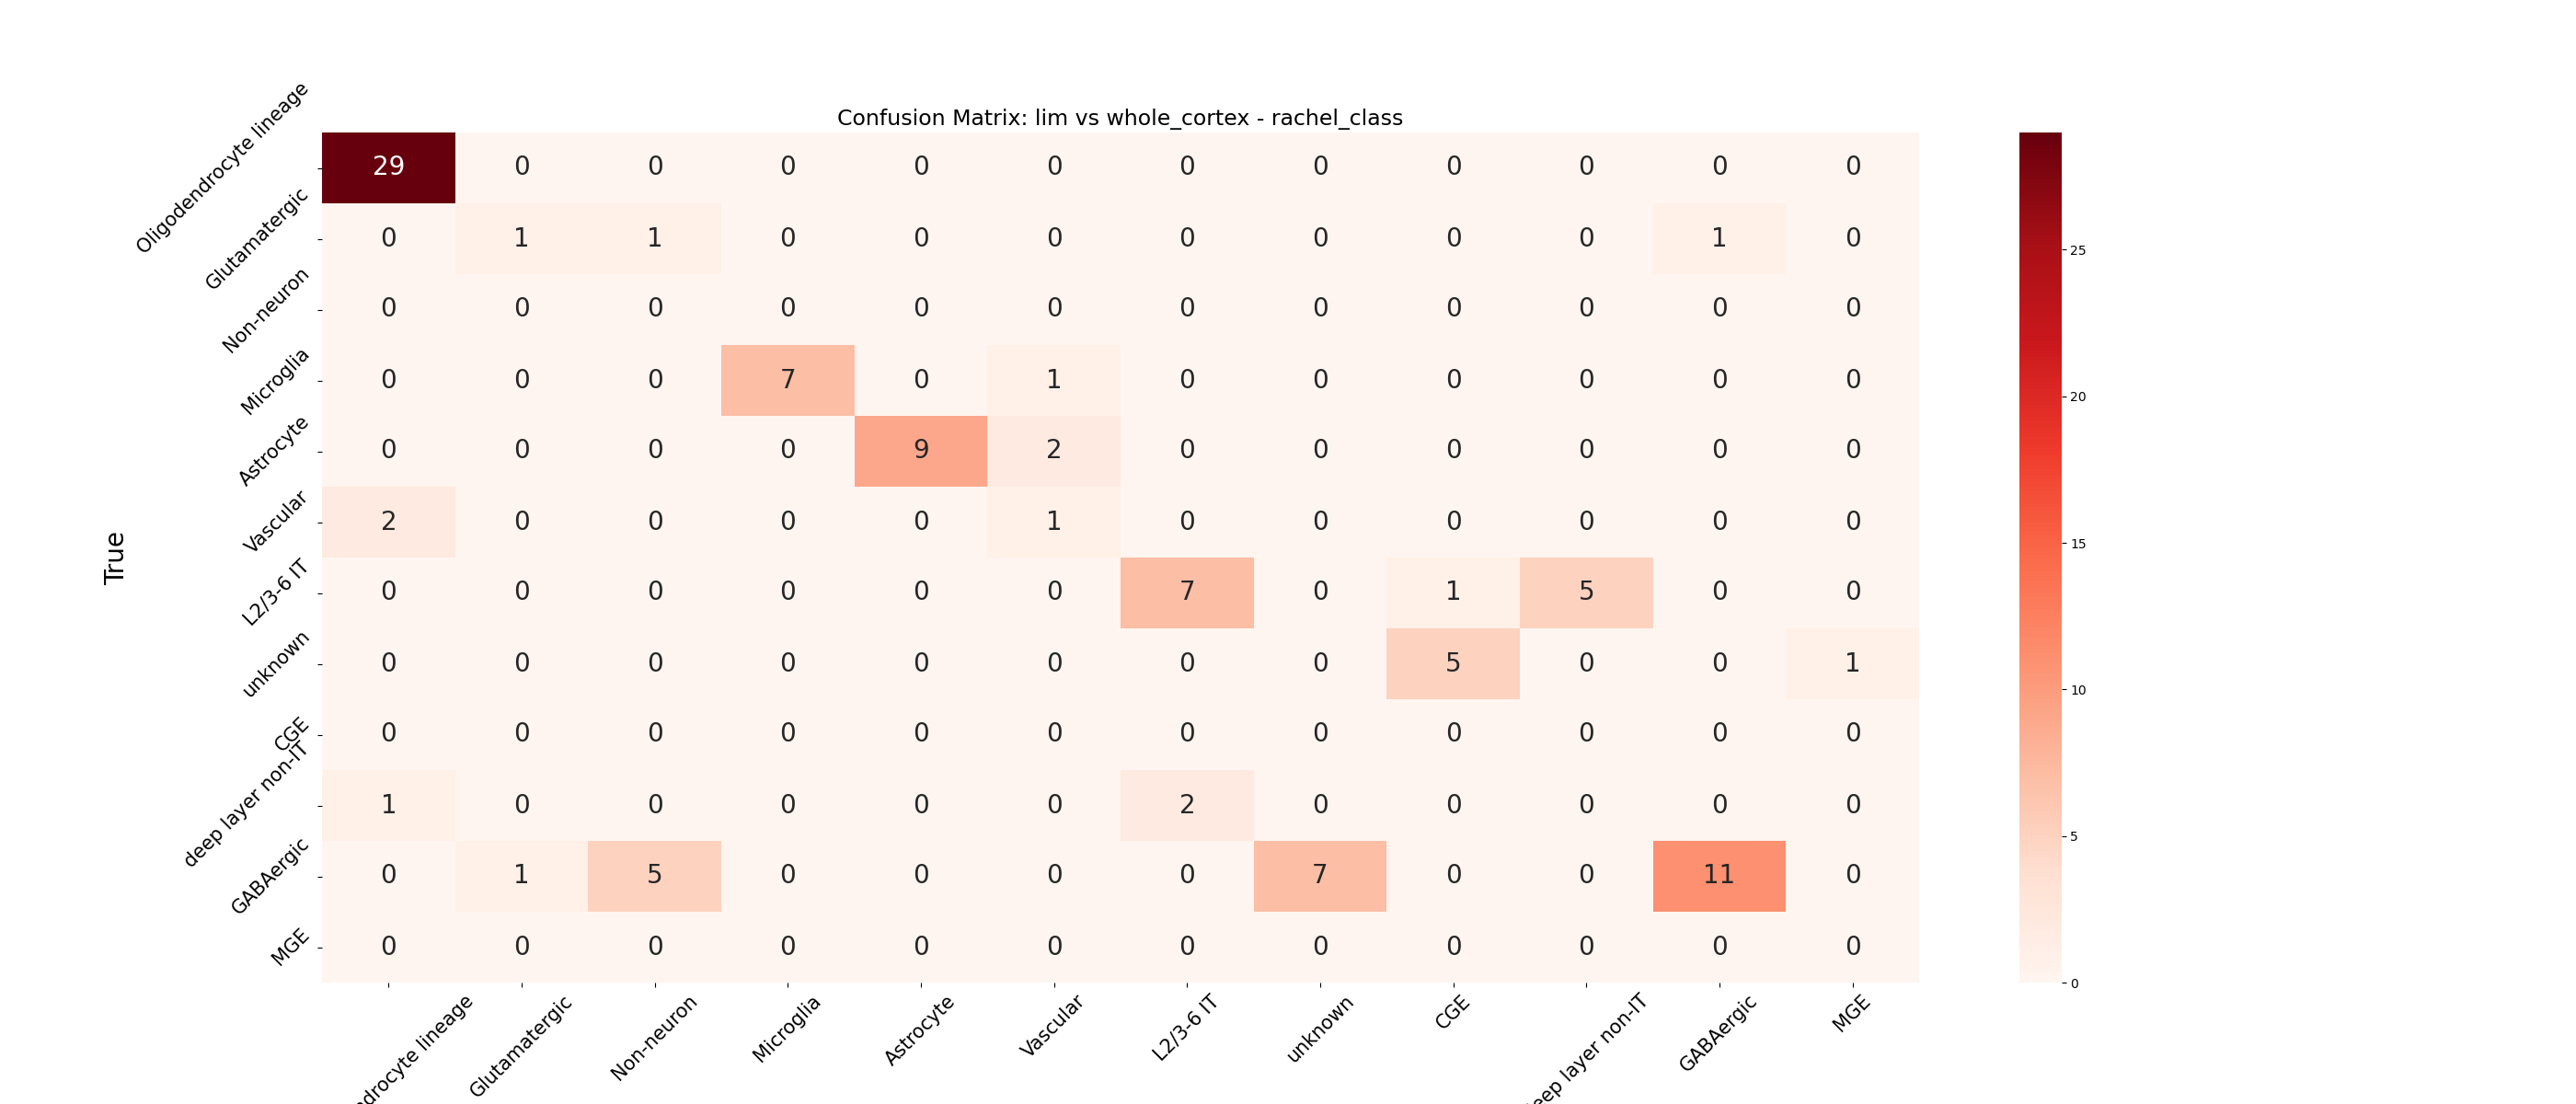 Confusion Matrix: lim vs whole_cortex - rachel_class
True
Oligodendrocyte lineage 29 0 0 0 0 0 0 0 0 0 0 0
Glutamatergic 0 1 1 0 0 0 0 0 0 0 1 0
Non-neuron 0 0 0 0 0 0 0 0 0 0 0 0
Microglia 0 0 0 7 0 1 0 0 0 0 0 0
Astrocyte 0 0 0 0 9 2 0 0 0 0 0 0
Vascular 2 0 0 0 0 1 0 0 0 0 0 0
L2/3-6 IT 0 0 0 0 0 0 7 0 1 5 0 0
unknown 0 0 0 0 0 0 0 0 5 0 0 1
CGE 0 0 0 0 0 0 0 0 0 0 0 0
deep layer non-IT 1 0 0 0 0 0 2 0 0 0 0 0
GABAergic 0 1 5 0 0 0 0 7 0 0 11 0
MGE 0 0 0 0 0 0 0 0 0 0 0 0
ndrocyte lineage Glutamatergic Non-neuron Microglia Astrocyte Vascular L2/3-6 IT unknown CGE eep layer non-IT GABAergic MGE
25
20
15
10
5
0